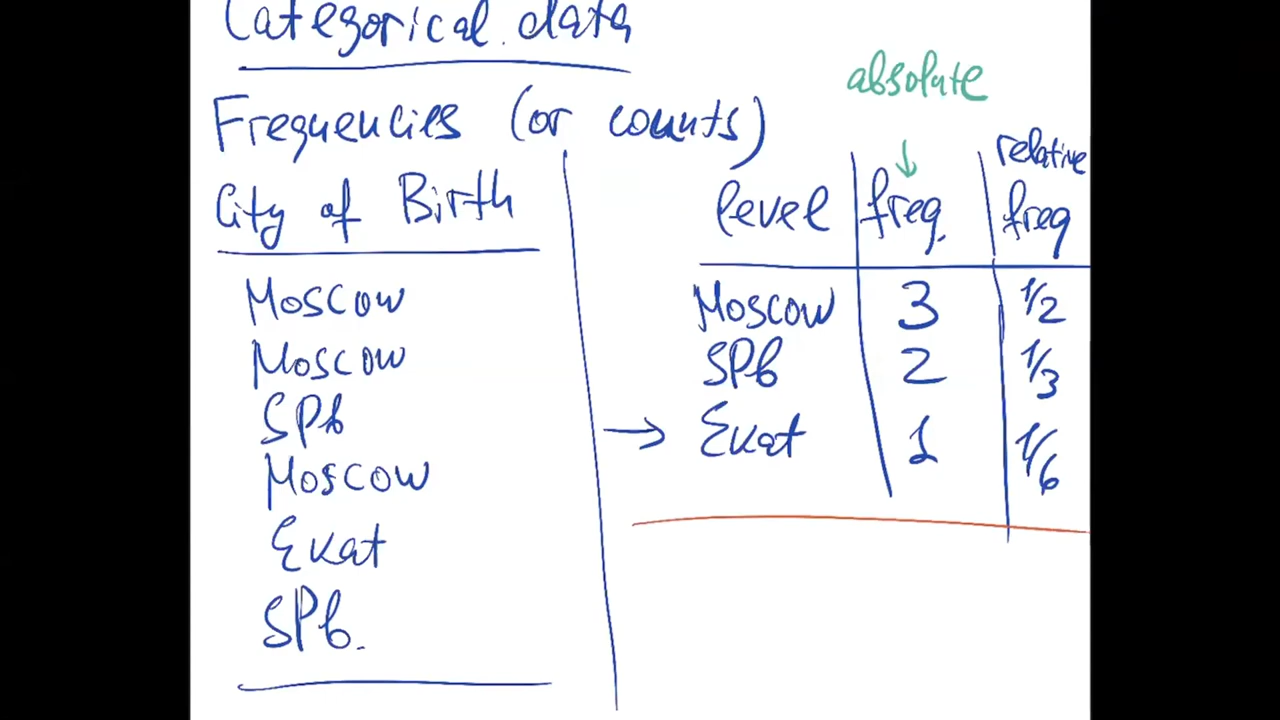 Categorical data
Frequencies (or counts)
City of Birth
Moscow
Moscow
SPb
Moscow
Ekat
SPb.
absolute
↓
relative
level freq. freq
Moscow 3 1/2
SPb 2 1/3
→ Ekat 1 1/6